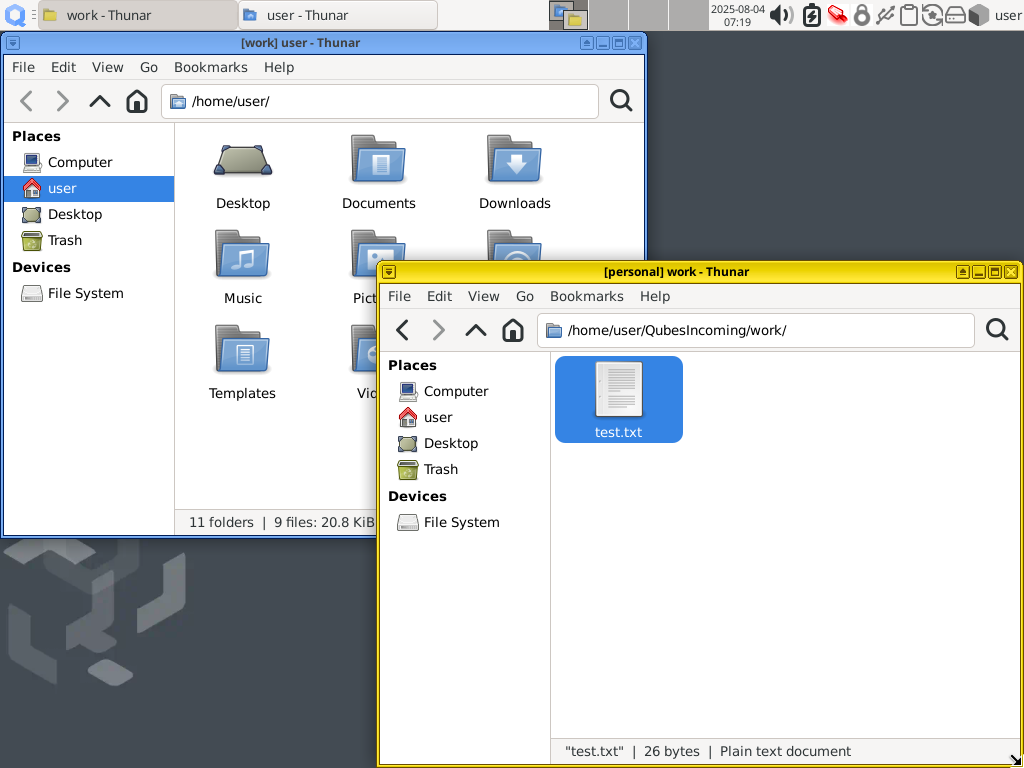 work - Thunar
user - Thunar
2025-08-04
07:19
user
[work] user - Thunar
File Edit View Go Bookmarks Help
/home/user/
Places
Computer
user
Desktop
Trash
Devices
File System
Desktop Documents Downloads
Music
Templates
11 folders | 9 files: 20.8 KiB
[personal] work - Thunar
File Edit View Go Bookmarks Help
/home/user/QubesIncoming/work/
Places
Computer
user
Desktop
Trash
Devices
File System
test.txt
"test.txt" | 26 bytes | Plain text document